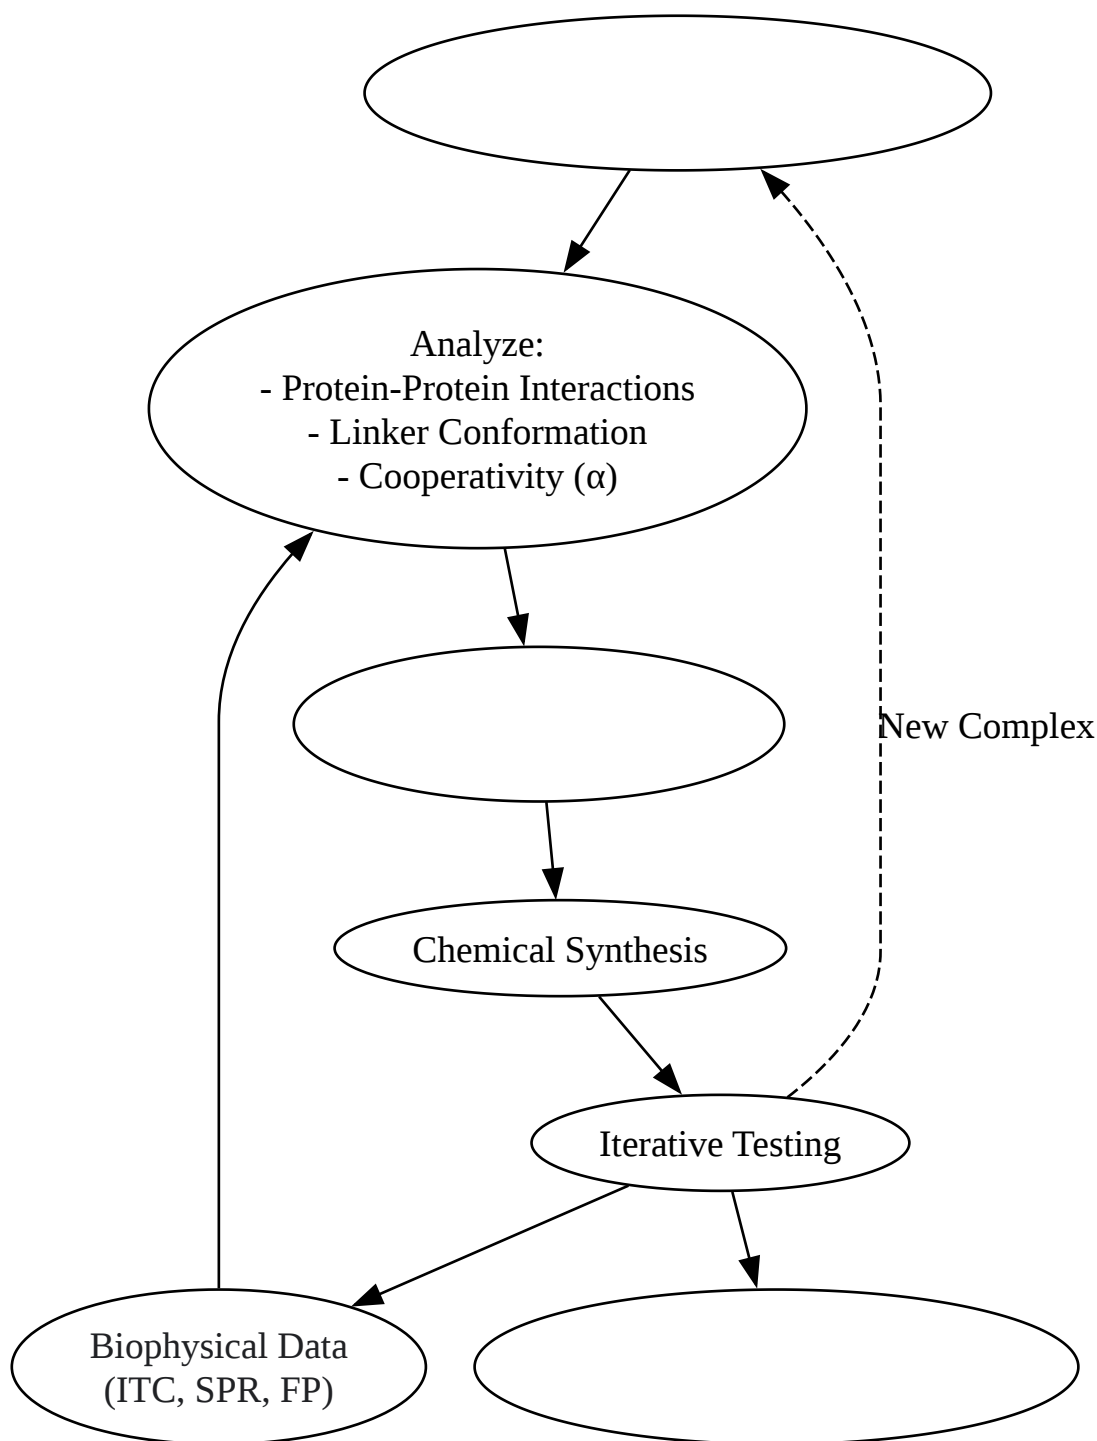 Analyze:
- Protein-Protein Interactions
- Linker Conformation
- Cooperativity (α)
New Complex
Chemical Synthesis
Iterative Testing
Biophysical Data
(ITC, SPR, FP)